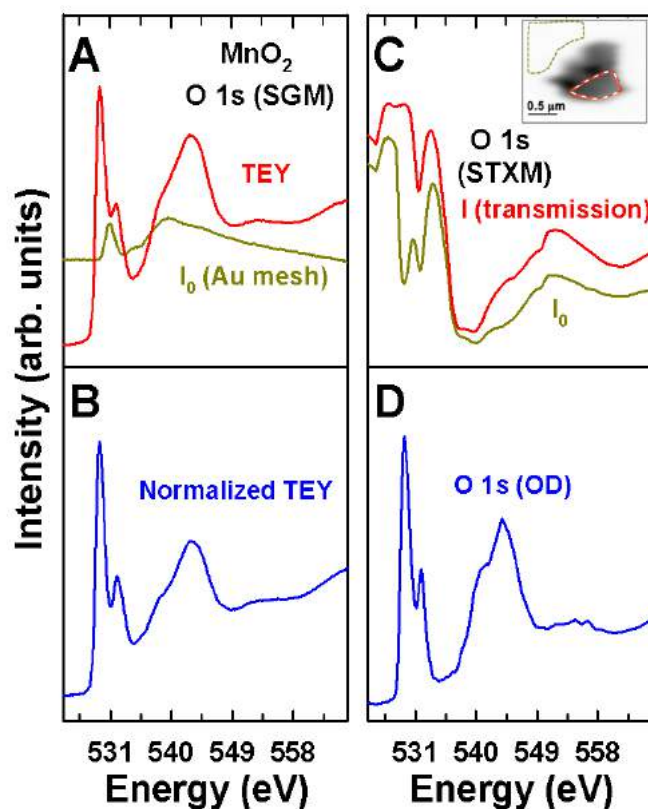 Intensity (arb. units)
A
MnO2
O 1s (SGM)
TEY
I0 (Au mesh)
C
0.5 µm
O 1s
(STXM)
I (transmission)
I0
B
Normalized TEY
D
O 1s (OD)
531 540 549 558
531 540 549 558
Energy (eV)
Energy (eV)